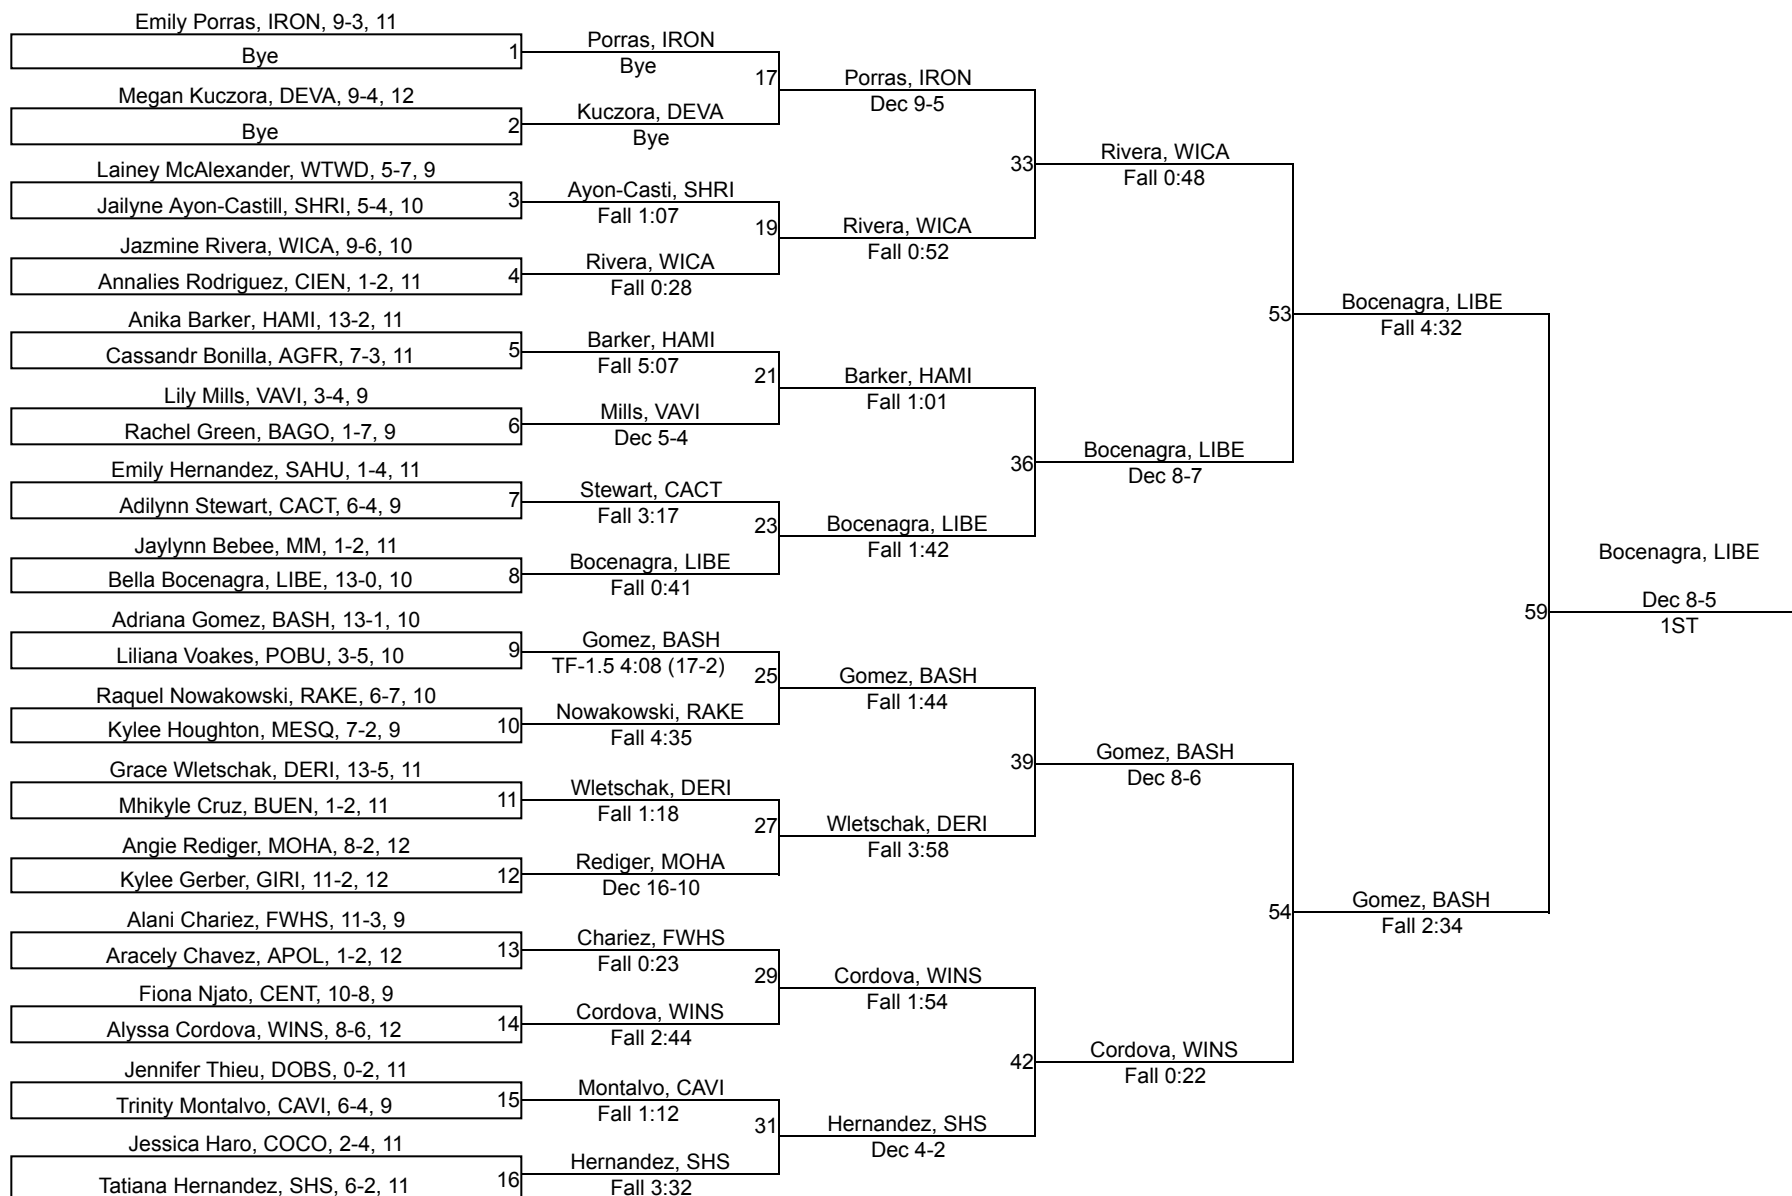 Emily Porras, IRON, 9-3, 11
Bye
1
Megan Kuczora, DEVA, 9-4, 12
Bye
2
Lainey McAlexander, WTWD, 5-7, 9
Jailyne Ayon-Castill, SHRI, 5-4, 10
3
Jazmine Rivera, WICA, 9-6, 10
Annalies Rodriguez, CIEN, 1-2, 11
4
Anika Barker, HAMI, 13-2, 11
Cassandr Bonilla, AGFR, 7-3, 11
5
Lily Mills, VAVI, 3-4, 9
Rachel Green, BAGO, 1-7, 9
6
Emily Hernandez, SAHU, 1-4, 11
Adilynn Stewart, CACT, 6-4, 9
7
Jaylynn Bebee, MM, 1-2, 11
Bella Bocenagra, LIBE, 13-0, 10
8
Adriana Gomez, BASH, 13-1, 10
Liliana Voakes, POBU, 3-5, 10
9
Raquel Nowakowski, RAKE, 6-7, 10
Kylee Houghton, MESQ, 7-2, 9
10
Grace Wletschak, DERI, 13-5, 11
Mhikyle Cruz, BUEN, 1-2, 11
11
Angie Rediger, MOHA, 8-2, 12
Kylee Gerber, GIRI, 11-2, 12
12
Alani Chariez, FWHS, 11-3, 9
Aracely Chavez, APOL, 1-2, 12
13
Fiona Njato, CENT, 10-8, 9
Alyssa Cordova, WINS, 8-6, 12
14
Jennifer Thieu, DOBS, 0-2, 11
Trinity Montalvo, CAVI, 6-4, 9
15
Jessica Haro, COCO, 2-4, 11
Tatiana Hernandez, SHS, 6-2, 11
16
Porras, IRON
Bye
17
Kuczora, DEVA
Bye
Ayon-Casti, SHRI
Fall 1:07
19
Rivera, WICA
Fall 0:28
Barker, HAMI
Fall 5:07
21
Mills, VAVI
Dec 5-4
Stewart, CACT
Fall 3:17
23
Bocenagra, LIBE
Fall 0:41
Gomez, BASH
TF-1.5 4:08 (17-2)
25
Nowakowski, RAKE
Fall 4:35
Wletschak, DERI
Fall 1:18
27
Rediger, MOHA
Dec 16-10
Chariez, FWHS
Fall 0:23
29
Cordova, WINS
Fall 2:44
Montalvo, CAVI
Fall 1:12
31
Hernandez, SHS
Fall 3:32
Porras, IRON
Dec 9-5
33
Rivera, WICA
Fall 0:52
Barker, HAMI
Fall 1:01
36
Bocenagra, LIBE
Fall 1:42
Gomez, BASH
Fall 1:44
39
Wletschak, DERI
Fall 3:58
Cordova, WINS
Fall 1:54
42
Hernandez, SHS
Dec 4-2
Rivera, WICA
Fall 0:48
53
Bocenagra, LIBE
Dec 8-7
Gomez, BASH
Dec 8-6
54
Cordova, WINS
Fall 0:22
Bocenagra, LIBE
Fall 4:32
59
Gomez, BASH
Fall 2:34
Bocenagra, LIBE
Dec 8-5
1ST